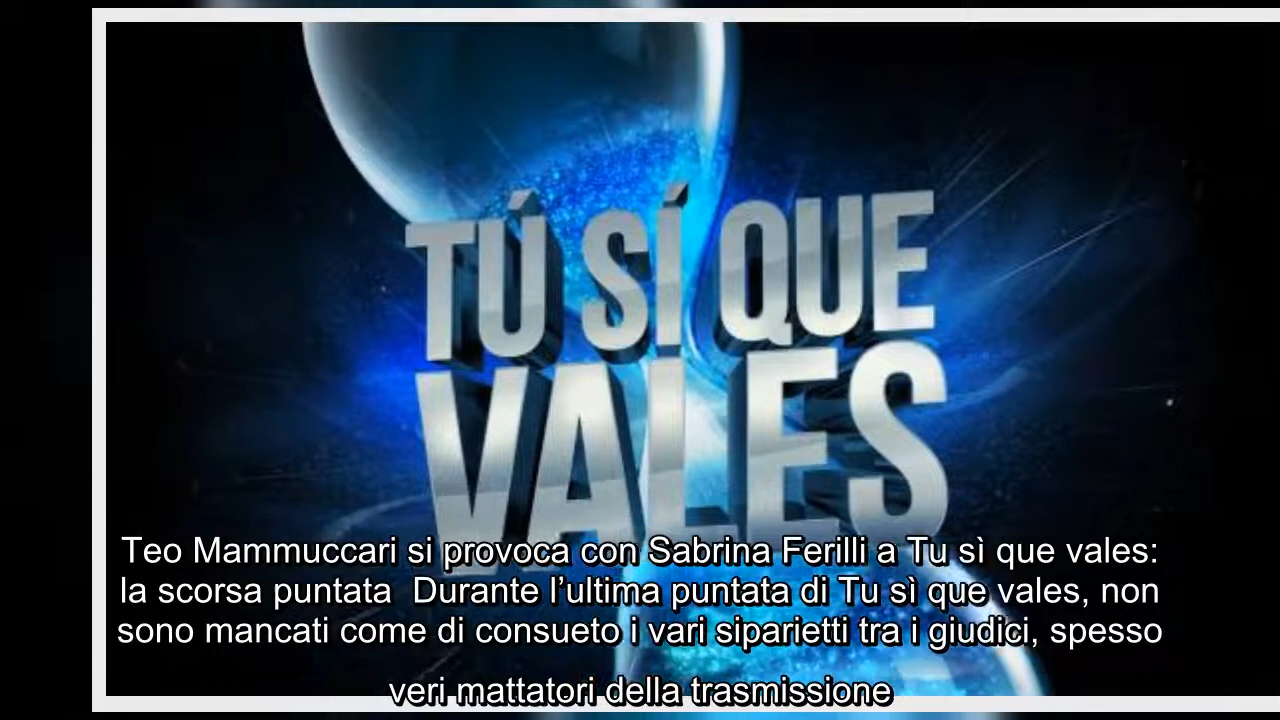 TÚ SÍ QUE
VALES
Teo Mammuccari si provoca con Sabrina Ferilli a Tu sì que vales:
la scorsa puntata  Durante l’ultima puntata di Tu sì que vales, non
sono mancati come di consueto i vari siparietti tra i giudici, spesso
veri mattatori della trasmissione